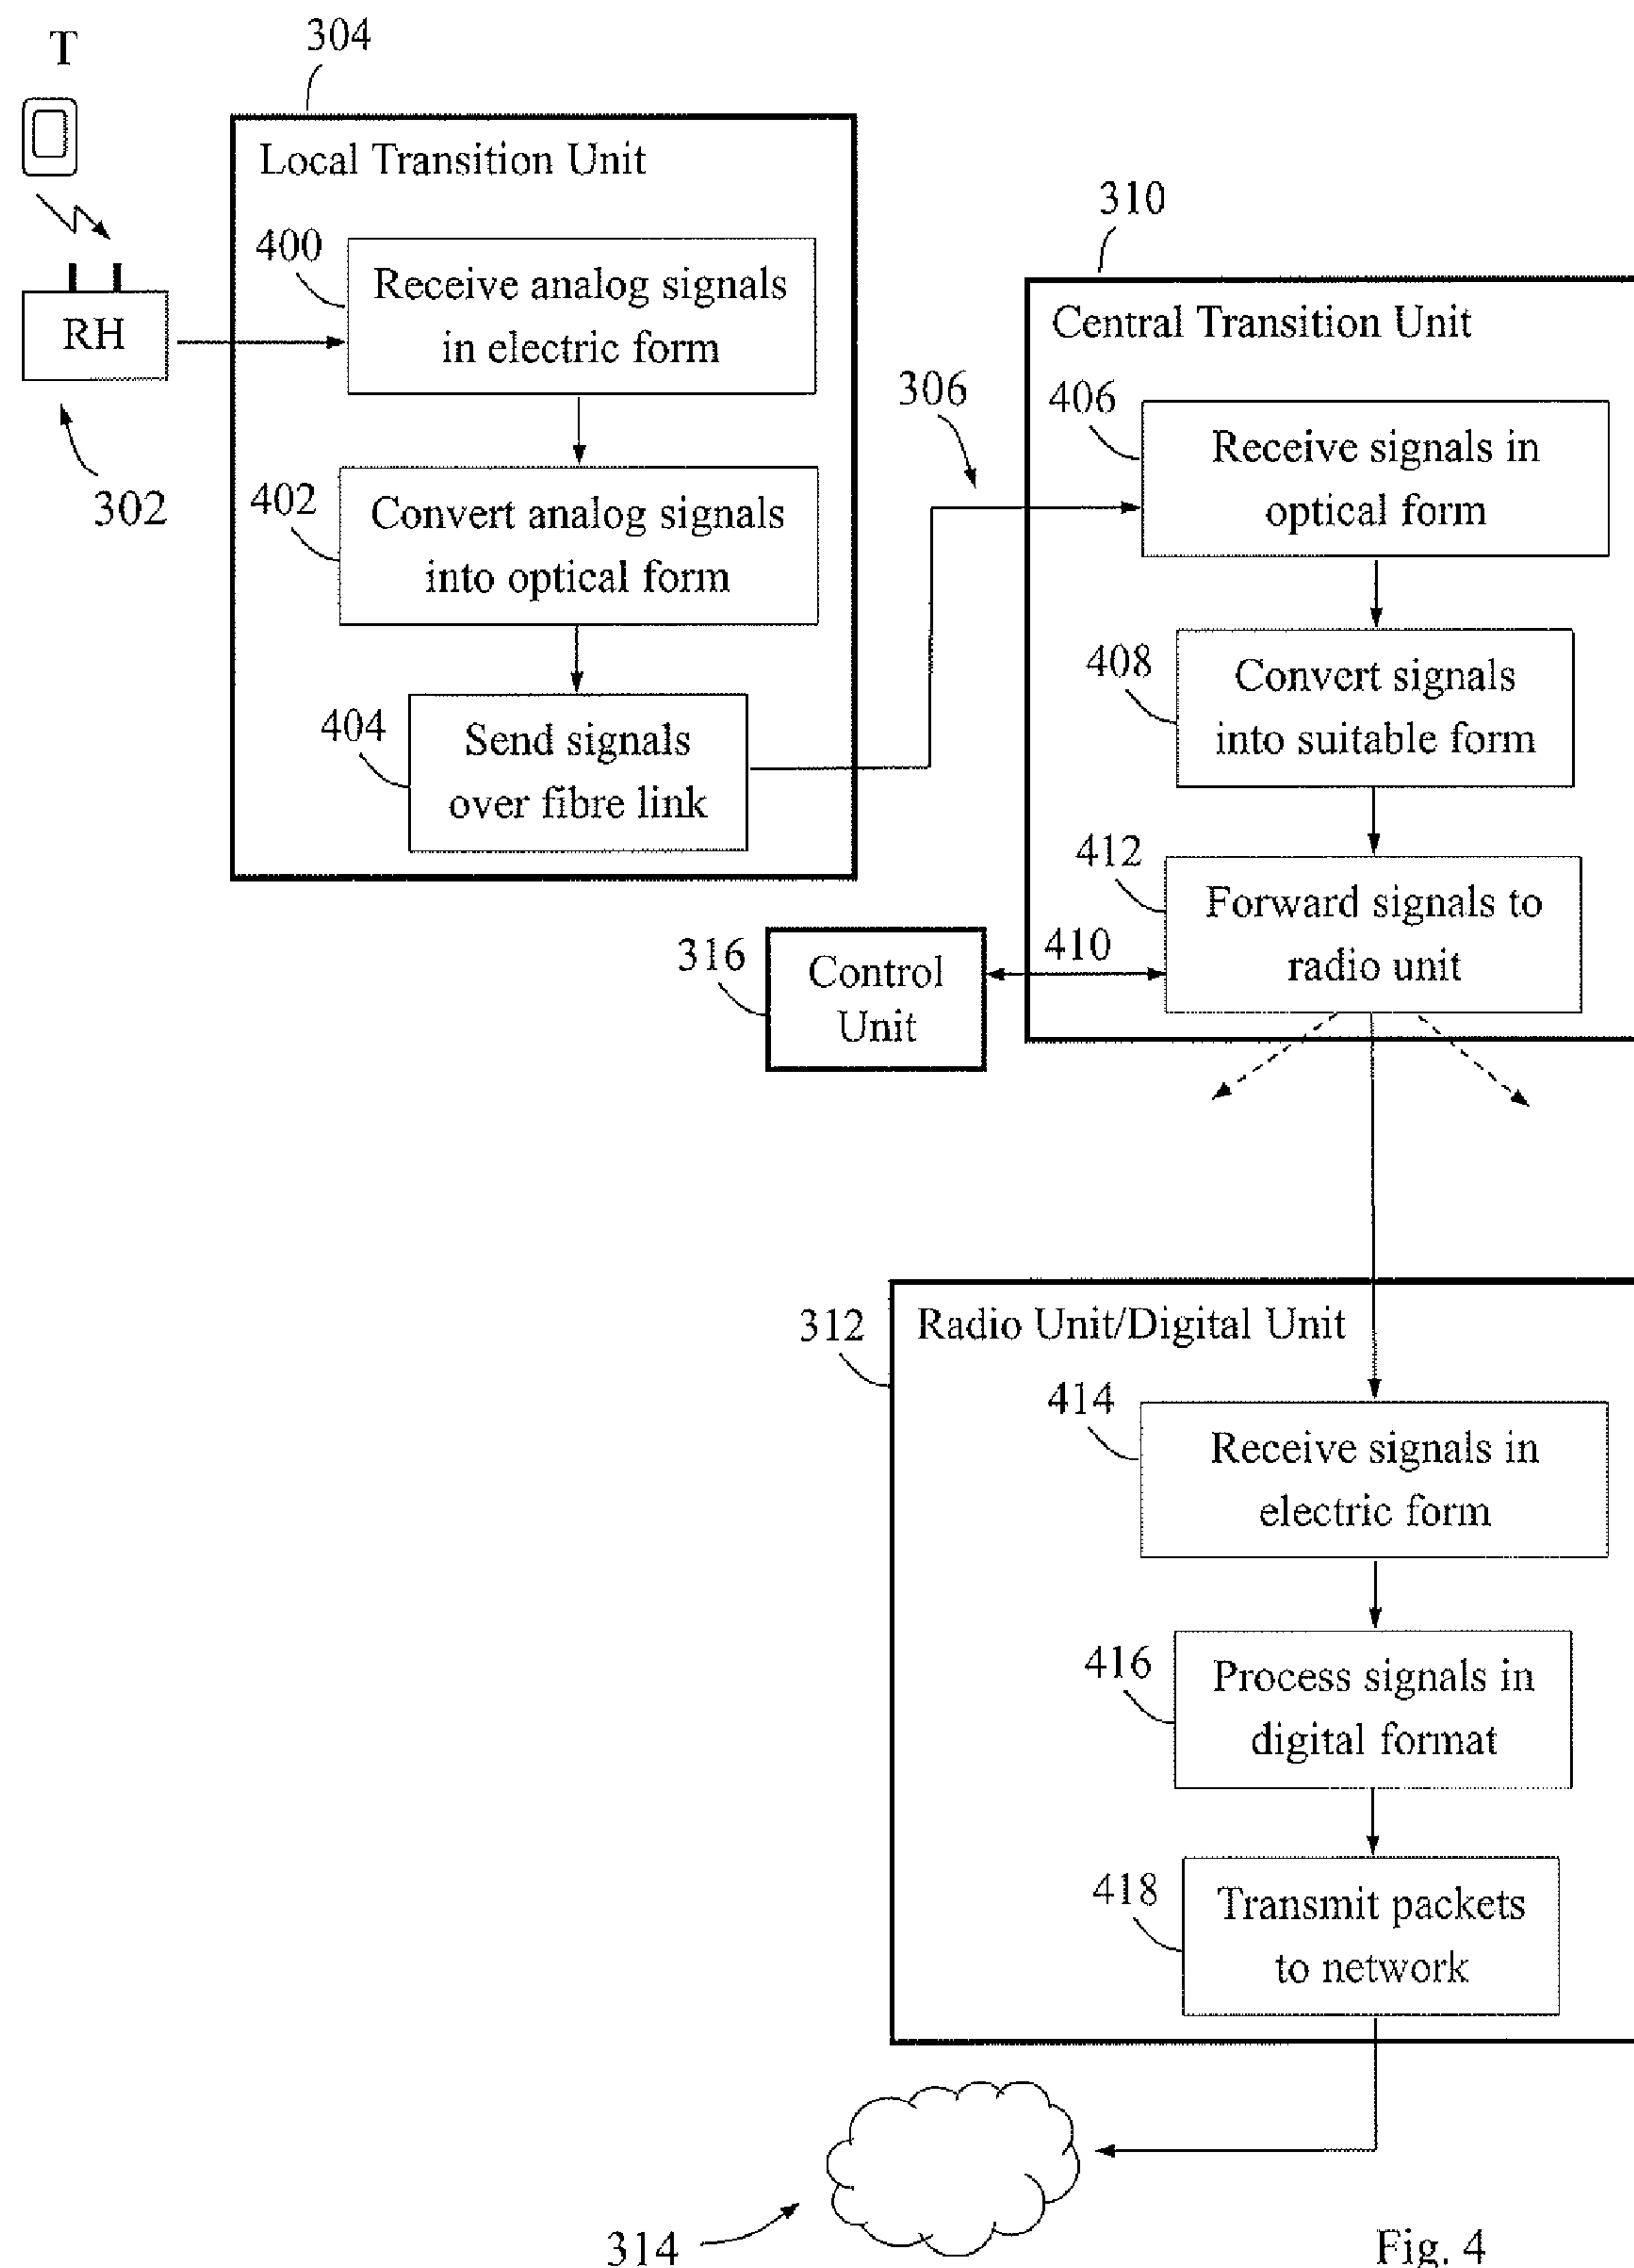 T
304
Local Transition Unit
400
Receive analog signals
in electric form
RH
302
402
Convert analog signals
into optical form
404
Send signals
over fibre link
306
310
Central Transition Unit
406
Receive signals in
optical form
408
Convert signals
into suitable form
412
Forward signals to
radio unit
410
316
Control
Unit
312
Radio Unit/Digital Unit
414
Receive signals in
electric form
416
Process signals in
digital format
418
Transmit packets
to network
314
Fig. 4